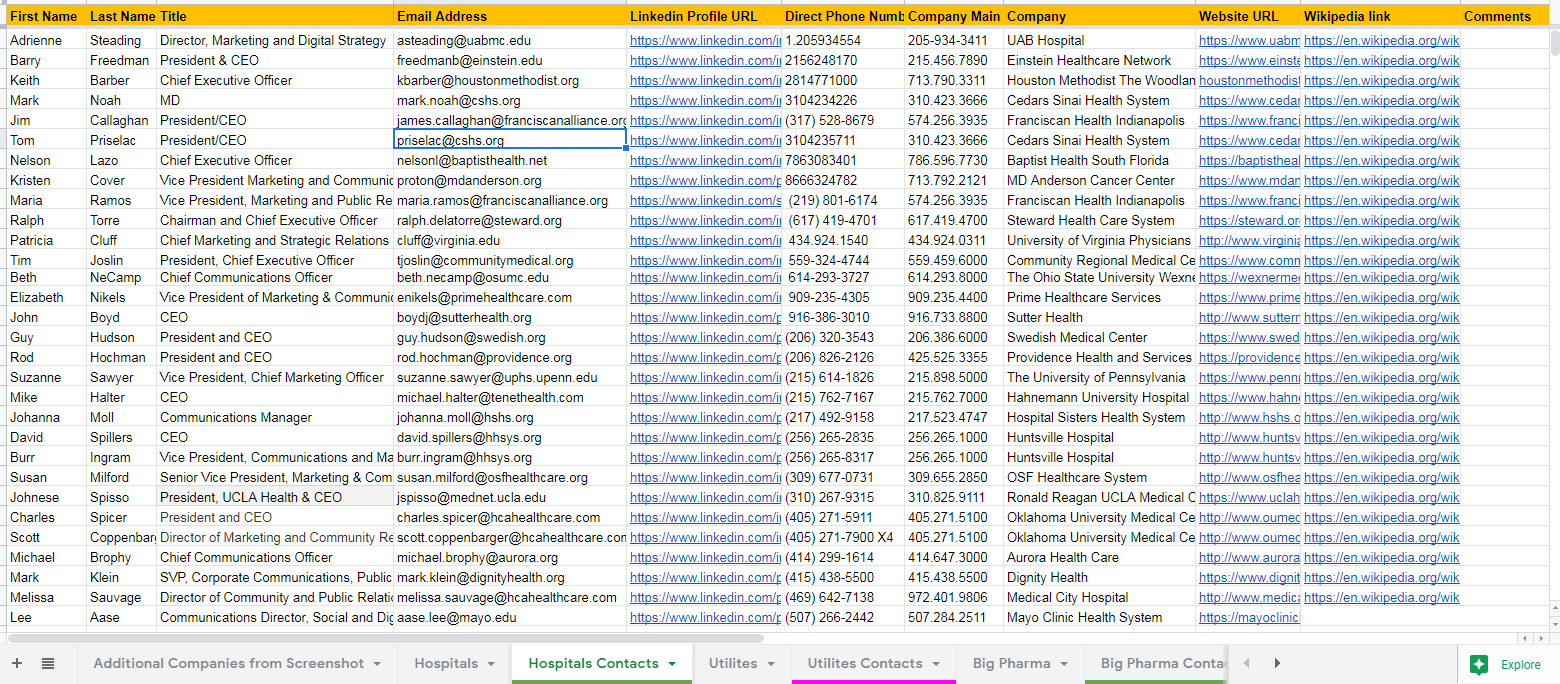 First Name Last Name Title Email Address Linkedin Profile URL Direct Phone Numb Company Main Company Website URL Wikipedia link Comments
Adrienne Steading Director, Marketing and Digital Strategy asteading@uabmc.edu https://www.linkedin.com/in 1.205934554 205-934-3411 UAB Hospital https://www.uabm https://en.wikipedia.org/wik
Barry Freedman President & CEO freedmanb@einstein.edu https://www.linkedin.com/in 2156248170 215.456.7890 Einstein Healthcare Network https://www.einste https://en.wikipedia.org/wik
Keith Barber Chief Executive Officer kbarber@houstonmethodist.org https://www.linkedin.com/in 2814771000 713.790.3311 Houston Methodist The Woodlan houstonmethodist https://en.wikipedia.org/wik
Mark Noah MD mark.noah@cshs.org https://www.linkedin.com/in 3104234226 310.423.3666 Cedars Sinai Health System https://www.cedar https://en.wikipedia.org/wik
Jim Callaghan President/CEO james.callaghan@franciscanalliance.org https://www.linkedin.com/in (317) 528-8679 574.256.3935 Franciscan Health Indianapolis https://www.franci https://en.wikipedia.org/wik
Tom Priselac President/CEO priselac@cshs.org https://www.linkedin.com/in 3104235711 310.423.3666 Cedars Sinai Health System https://www.cedar https://en.wikipedia.org/wik
Nelson Lazo Chief Executive Officer nelsonl@baptisthealth.net https://www.linkedin.com/in 7863083401 786.596.7730 Baptist Health South Florida https://baptistheal https://en.wikipedia.org/wik
Kristen Cover Vice President Marketing and Communic proton@mdanderson.org https://www.linkedin.com/p 8666324782 713.792.2121 MD Anderson Cancer Center https://www.mdan https://en.wikipedia.org/wik
Maria Ramos Vice President, Marketing and Public Re maria.ramos@franciscanalliance.org https://www.linkedin.com/s (219) 801-6174 574.256.3935 Franciscan Health Indianapolis https://www.franci https://en.wikipedia.org/wik
Ralph Torre Chairman and Chief Executive Officer ralph.delatorre@steward.org https://www.linkedin.com/in (617) 419-4701 617.419.4700 Steward Health Care System https://steward.or https://en.wikipedia.org/wik
Patricia Cluff Chief Marketing and Strategic Relations cluff@virginia.edu https://www.linkedin.com/in 434.924.1540 434.924.0311 University of Virginia Physicians http://www.virginia https://en.wikipedia.org/wik
Tim Joslin President, Chief Executive Officer tjoslin@communitymedical.org https://www.linkedin.com/in 559-324-4744 559.459.6000 Community Regional Medical Ce http://www.comm https://en.wikipedia.org/wik
Beth NeCamp Chief Communications Officer beth.necamp@osumc.edu https://www.linkedin.com/in 614-293-3727 614.293.8000 The Ohio State University Wexne https://wexnerme https://en.wikipedia.org/wik
Elizabeth Nikels Vice President of Marketing & Communic enikels@primehealthcare.com https://www.linkedin.com/in 909-235-4305 909.235.4400 Prime Healthcare Services https://www.prime https://en.wikipedia.org/wik
John Boyd CEO boydj@sutterhealth.org https://www.linkedin.com/p 916-386-3010 916.733.8800 Sutter Health http://www.sutterr https://en.wikipedia.org/wik
Guy Hudson President and CEO guy.hudson@swedish.org https://www.linkedin.com/p (206) 320-3543 206.386.6000 Swedish Medical Center https://www.swed https://en.wikipedia.org/wik
Rod Hochman President and CEO rod.hochman@providence.org https://www.linkedin.com/p (206) 826-2126 425.525.3355 Providence Health and Services https://providence https://en.wikipedia.org/wik
Suzanne Sawyer Vice President, Chief Marketing Officer suzanne.sawyer@uphs.upenn.edu https://www.linkedin.com/in (215) 614-1826 215.898.5000 The University of Pennsylvania https://www.penn https://en.wikipedia.org/wik
Mike Halter CEO michael.halter@tenethealth.com https://www.linkedin.com/p (215) 762-7167 215.762.7000 Hahnemann University Hospital http://www.hahne https://en.wikipedia.org/wik
Johanna Moll Communications Manager johanna.moll@hshs.org https://www.linkedin.com/p (217) 492-9158 217.523.4747 Hospital Sisters Health System http://www.hshs.o https://en.wikipedia.org/wik
David Spillers CEO david.spillers@hhsys.org https://www.linkedin.com/p (256) 265-2835 256.265.1000 Huntsville Hospital http://www.huntsv https://en.wikipedia.org/wik
Burr Ingram Vice President, Communications and Ma burr.ingram@hhsys.org https://www.linkedin.com/p (256) 265-8317 256.265.1000 Huntsville Hospital http://www.huntsv https://en.wikipedia.org/wik
Susan Milford Senior Vice President, Marketing & Com susan.milford@osfhealthcare.org https://www.linkedin.com/p (309) 677-0731 309.655.2850 OSF Healthcare System https://www.osfhea https://en.wikipedia.org/wik
Johnese Spisso President, UCLA Health & CEO jspisso@mednet.ucla.edu https://www.linkedin.com/in (310) 267-9315 310.825.9111 Ronald Reagan UCLA Medical C https://www.uclah https://en.wikipedia.org/wik
Charles Spicer President and CEO charles.spicer@hcahealthcare.com https://www.linkedin.com/in (405) 271-5911 405.271.5100 Oklahoma University Medical Ce https://www.oumec https://en.wikipedia.org/wik
Scott Coppenbarg Director of Marketing and Community Re scott.coppenbarger@hcahealthcare.com https://www.linkedin.com/in (405) 271-7900 X4 405.271.5100 Oklahoma University Medical Ce https://www.oumec https://en.wikipedia.org/wik
Michael Brophy Chief Communications Officer michael.brophy@aurora.org https://www.linkedin.com/in (414) 299-1614 414.647.3000 Aurora Health Care https://www.aurora https://en.wikipedia.org/wik
Mark Klein SVP, Corporate Communications, Public mark.klein@dignityhealth.org https://www.linkedin.com/p (415) 438-5500 415.438.5500 Dignity Health https://www.dignit https://en.wikipedia.org/wik
Melissa Sauvage Director of Community and Public Relati melissa.sauvage@hcahealthcare.com https://www.linkedin.com/p (469) 642-7138 972.401.9806 Medical City Hospital https://www.medica https://en.wikipedia.org/wik
Lee Aase Communications Director, Social and Dig aase.lee@mayo.edu https://www.linkedin.com/in (507) 266-2442 507.284.2511 Mayo Clinic Health System https://mayoclinic
Additional Companies from Screenshot Hospitals Hospitals Contacts Utilites Utilites Contacts Big Pharma Big Pharma Conta Explore